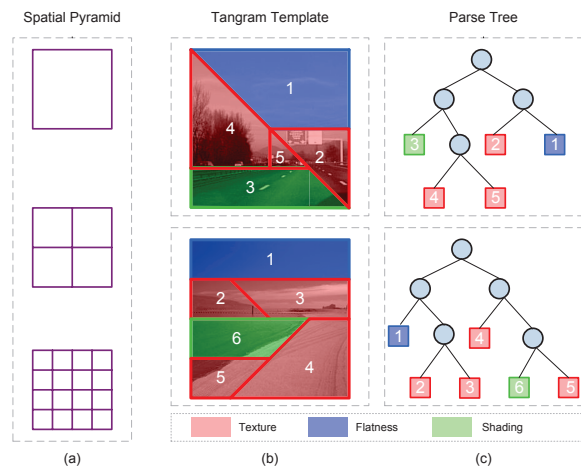 Spatial Pyramid
Tangram Template
Parse Tree
1
4
5
2
3
3
2
1
4
5
1
2
3
6
4
5
1
4
2
3
6
5
Texture
Flatness
Shading
(a)
(b)
(c)